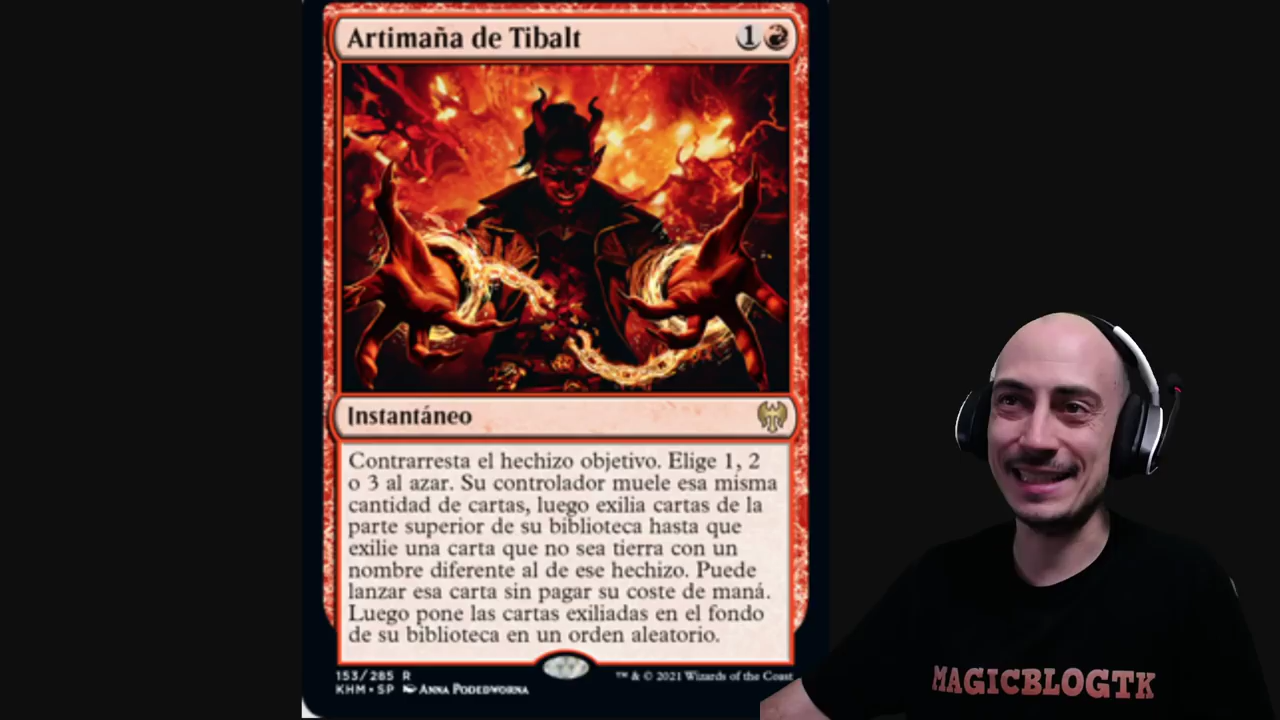 Artimaña de Tibalt
1
Instantáneo
Contrarresta el hechizo objetivo. Elige 1, 2
o 3 al azar. Su controlador muele esa misma
cantidad de cartas, luego exilia cartas de la
parte superior de su biblioteca hasta que
exilie una carta que no sea tierra con un
nombre diferente al de ese hechizo. Puede
lanzar esa carta sin pagar su coste de maná.
Luego pone las cartas exiliadas en el fondo
de su biblioteca en un orden aleatorio.
153/285 R
™ & © 2021 Wizards of the Coast
KHM • SP Anna Podedworna
MAGICBLOGTK